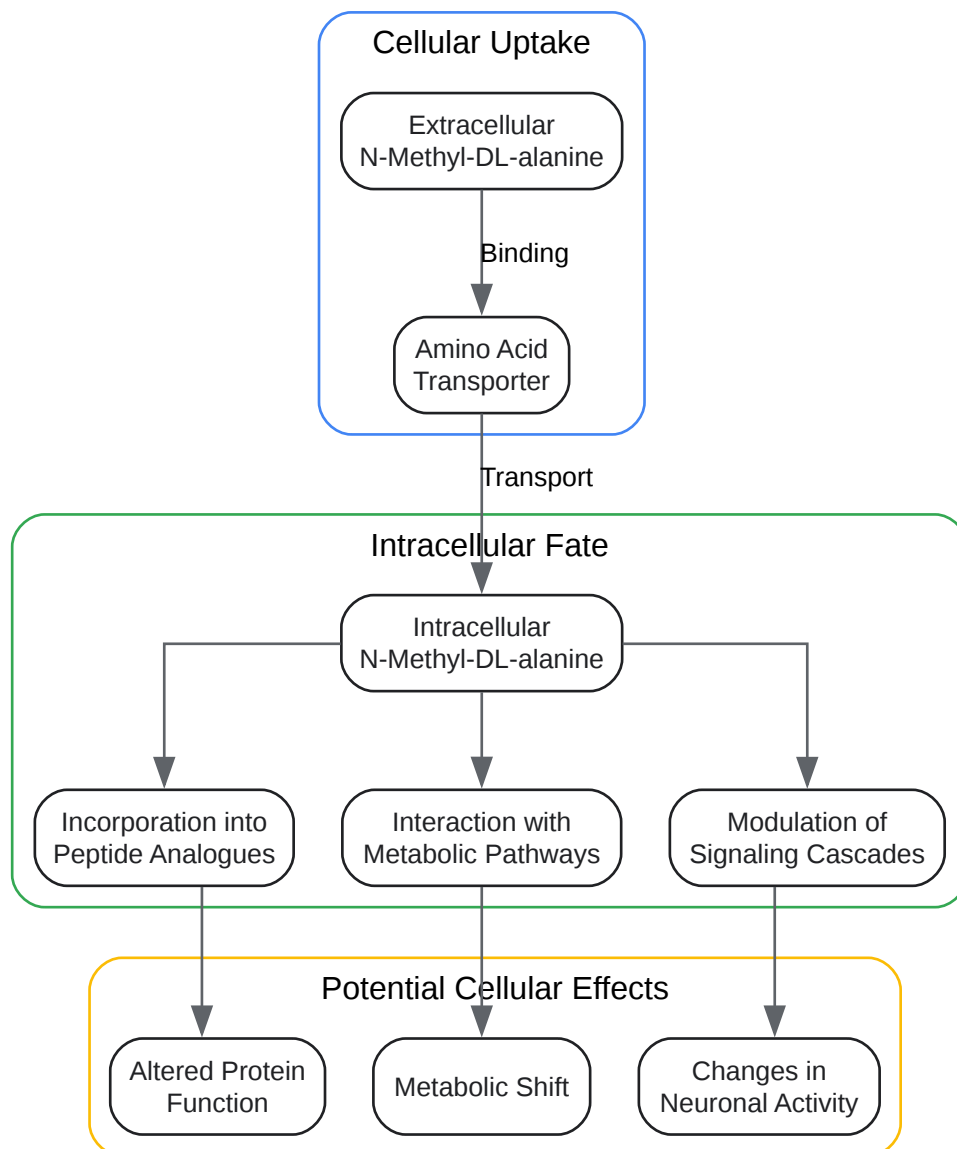 Cellular Uptake
Extracellular
N-Methyl-DL-alanine
Binding
Amino Acid
Transporter
Transport
Intracellular Fate
Intracellular
N-Methyl-DL-alanine
Incorporation into
Peptide Analogues
Interaction with
Metabolic Pathways
Modulation of
Signaling Cascades
Potential Cellular Effects
Altered Protein
Function
Metabolic Shift
Changes in
Neuronal Activity